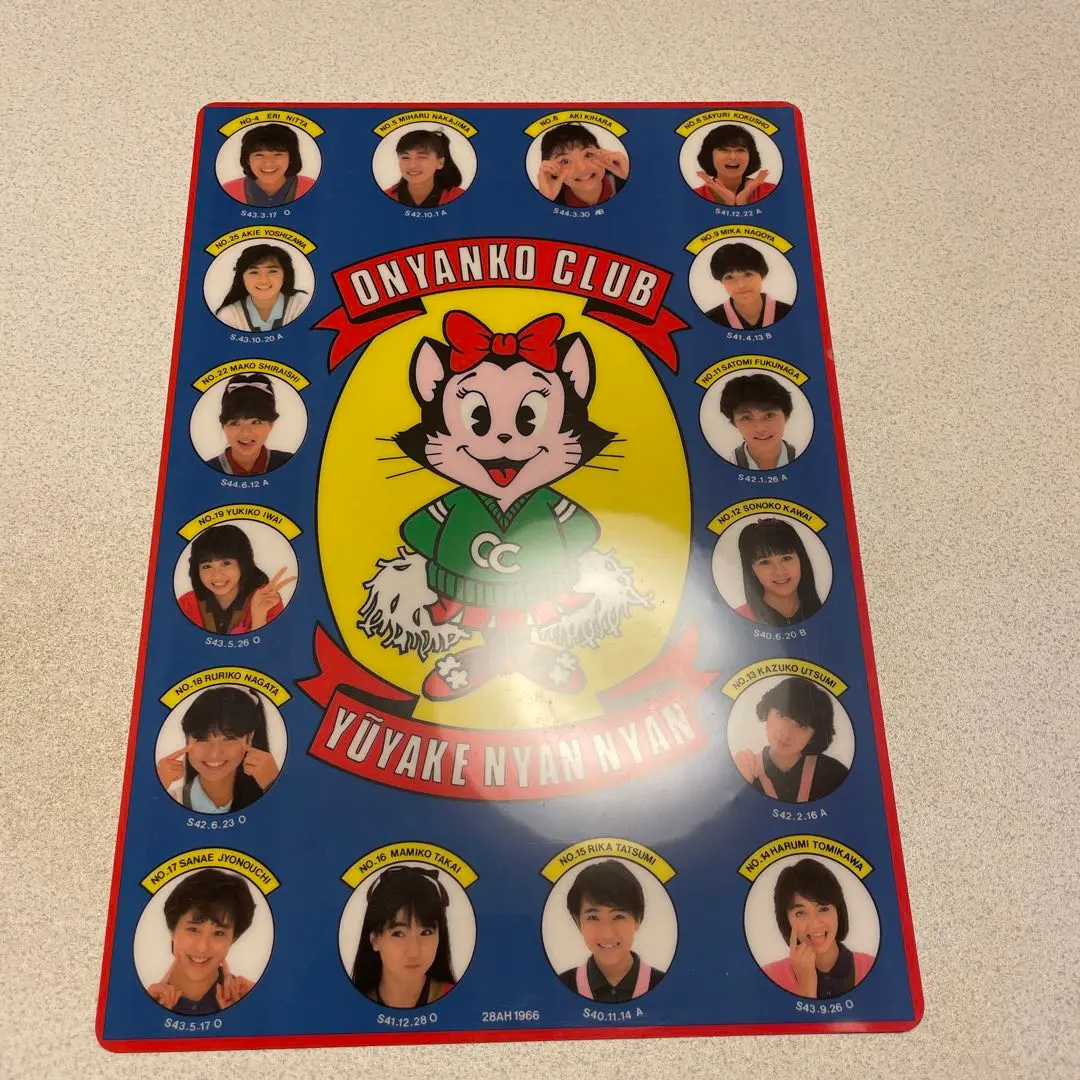 NO-4 ERI NITTA
S43.3.17 O
NO.5 MIHARU NAKAJIMA
S42.10.1 A
NO.6 AKI KIHARA
S44.3.30 AB
NO.8 SAYURI KOKUSHO
S41.12.22 A
NO.25 AKIE YOSHIZAWA
S.43.10.20 A
ONYANKO CLUB
NO.9 MIKA NAGOYA
S41.4.13 B
NO.22 MAKO SHIRAISHI
S44.6.12 A
NO.11 SATOMI FUKUNAGA
S42.1.26 A
NO.19 YUKIKO IWAI
S43.5.26 O
CC
NO.12 SONOKO KAWAI
S40.6.20 B
NO.18 RURIKO NAGATA
S42.6.23 O
YŪYAKE NYAN NYAN
NO.13 KAZUKO UTSUMI
S42.2.16 A
NO.17 SANAE JYONOUCHI
S43.5.17 O
NO.16 MAMIKO TAKAI
S41.12.28 O
NO.15 RIKA TATSUMI
S40.11.14 A
NO.14 HARUMI TOMIKAWA
S43.9.26 O
28AH1966